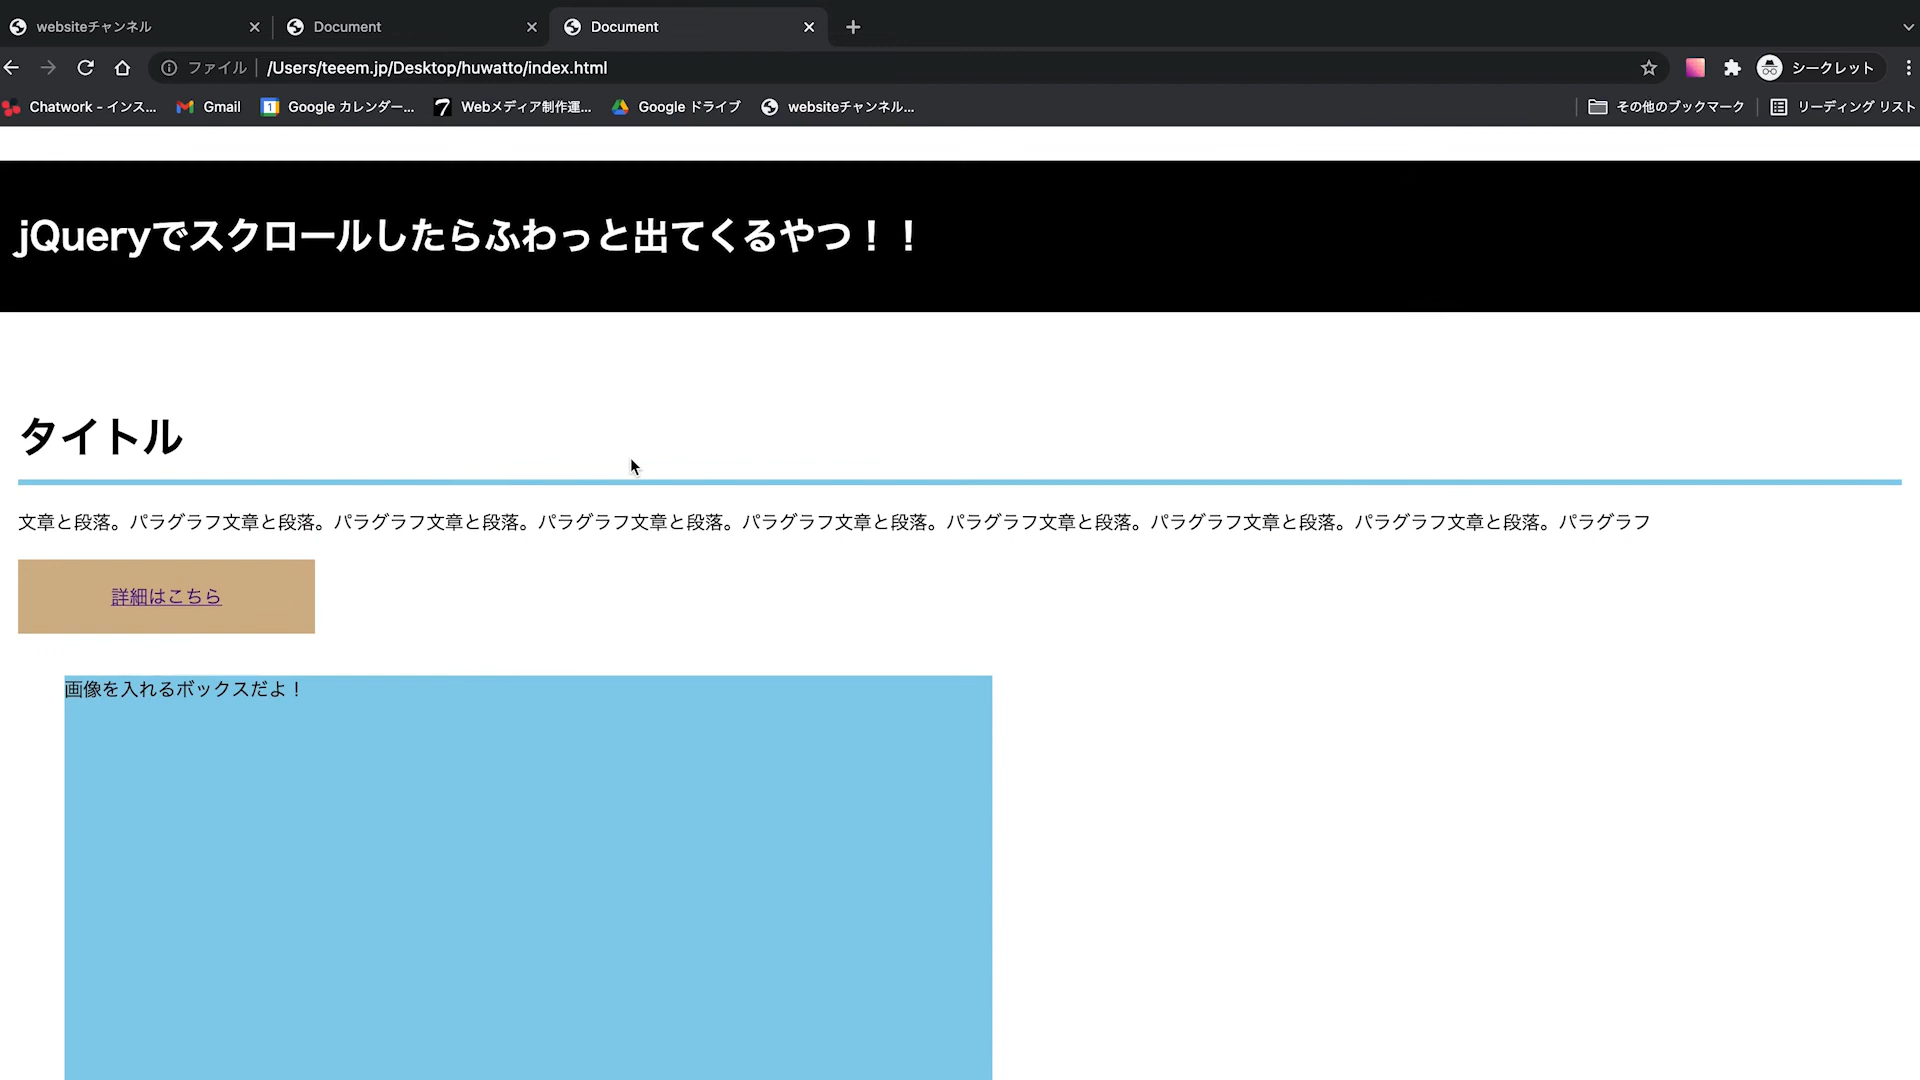 websiteチャンネル
Document
Document
ファイル
/Users/teeem.jp/Desktop/huwatto/index.html
シークレット
Chatwork - インス...
Gmail
1
Google カレンダー...
Webメディア制作運...
Google ドライブ
websiteチャンネル...
その他のブックマーク
リーディング リスト
jQueryでスクロールしたらふわっと出てくるやつ！！
タイトル
文章と段落。パラグラフ文章と段落。パラグラフ文章と段落。パラグラフ文章と段落。パラグラフ文章と段落。パラグラフ文章と段落。パラグラフ文章と段落。パラグラフ文章と段落。パラグラフ
詳細はこちら
画像を入れるボックスだよ！